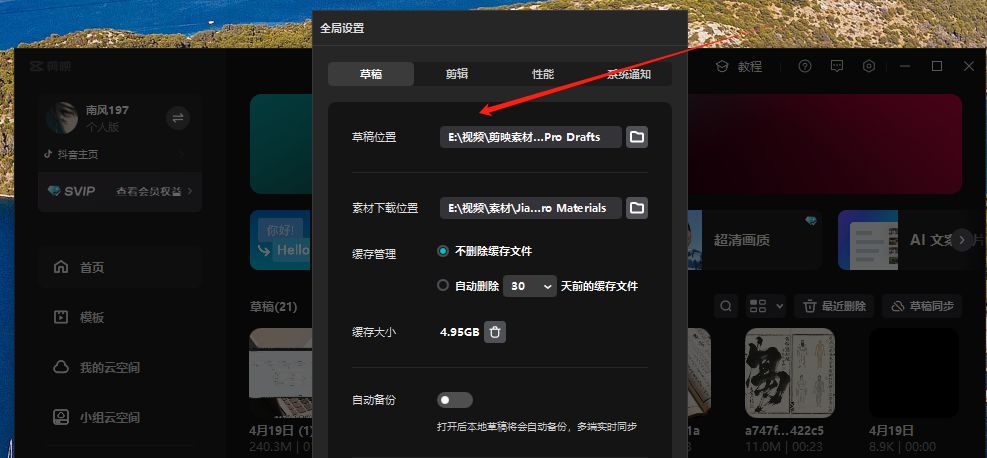 全局设置
草稿
剪辑
性能
系统通知
教程
剪映
南风197
个人版
抖音主页
SVIP 查看会员权益
首页
模板
我的云空间
小组云空间
草稿位置
E:\视频\剪映素材...Pro Drafts
素材下载位置
E:\视频\素材\Jia...ro Materials
缓存管理
不删除缓存文件
自动删除 30 天前的缓存文件
缓存大小
4.95GB
自动备份
打开后本地草稿将会自动备份，多端实时同步
你好!
Hello
超清画质
AI 文案
片
草稿(21)
最近删除
草稿同步
4月19日 (1)
240.3M | 01
1a
00:00
a747f...422c5
11.0M | 00:23
4月19日
8.9K | 00:00